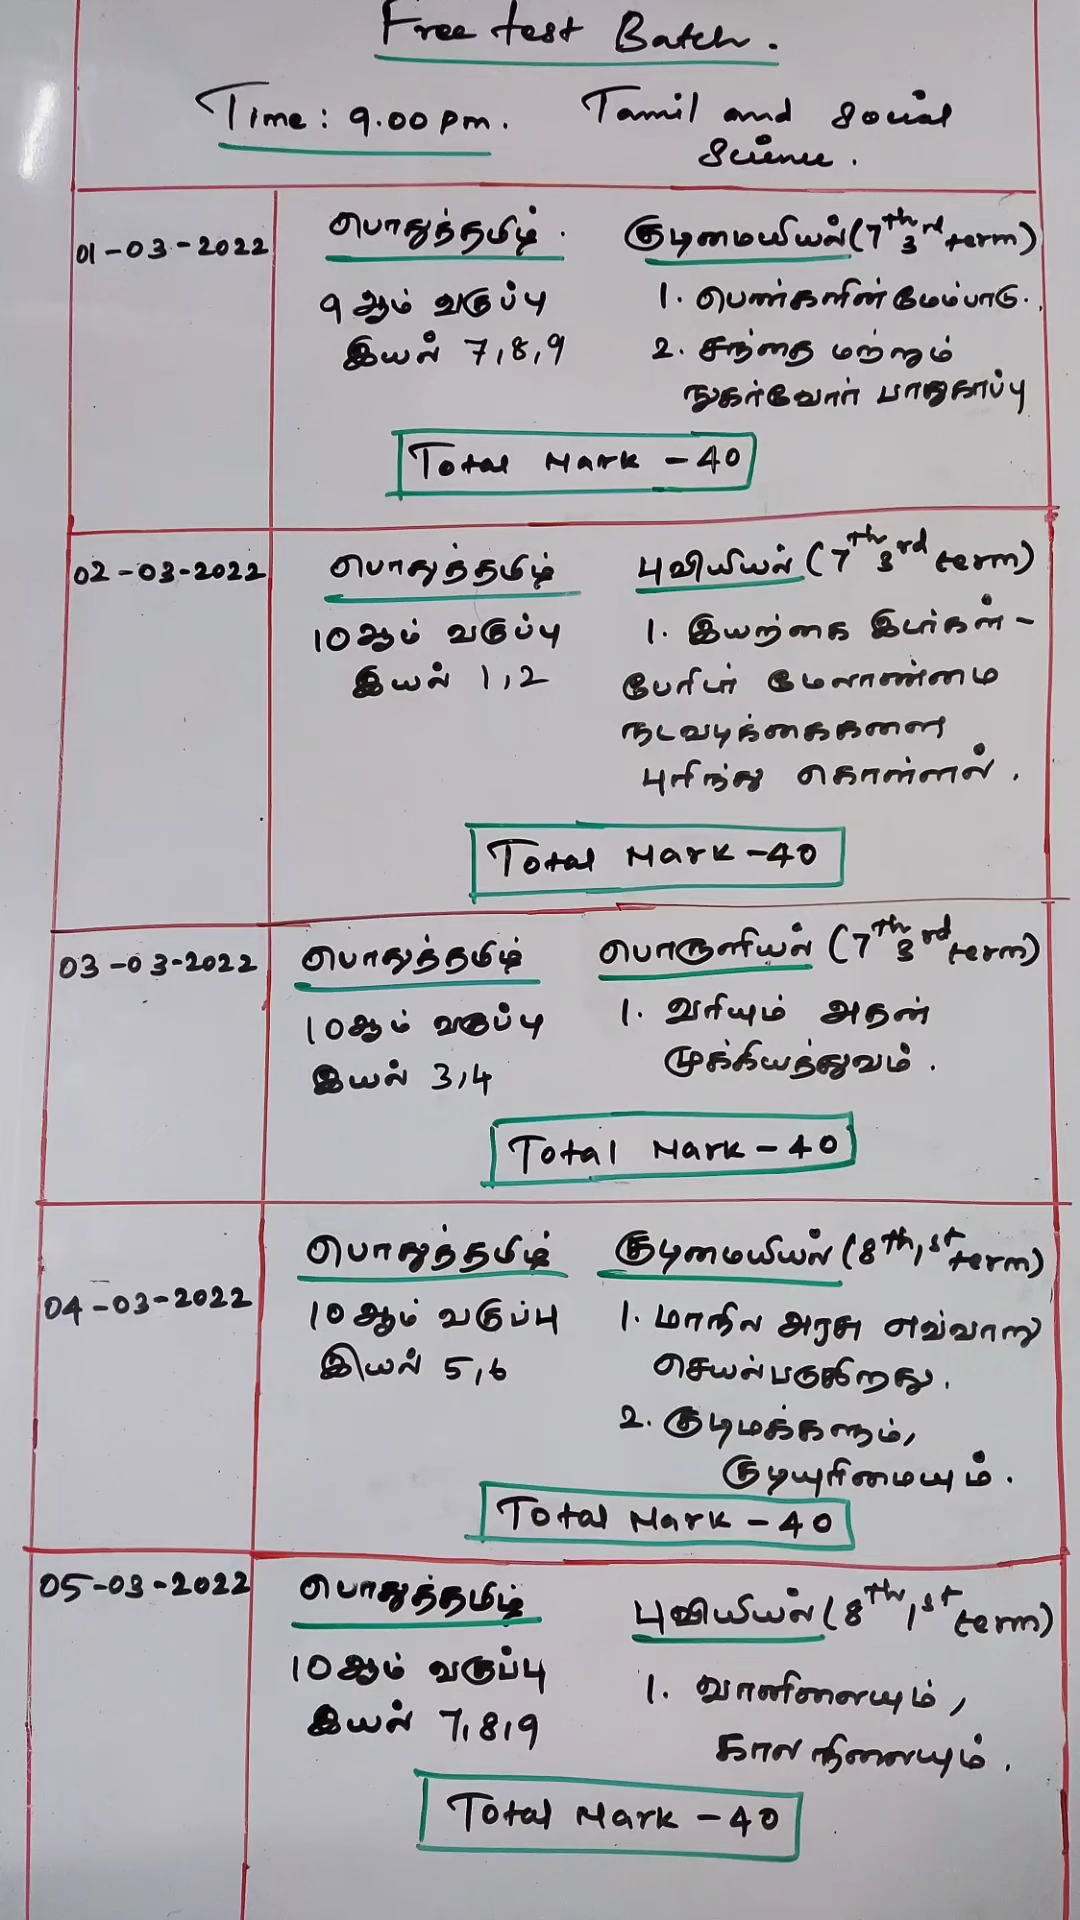 Free test Batch.
Time: 9.00 pm. Tamil and Social
Science.
01-03-2022
பொதுத்தமிழ்.
9 ஆம் வகுப்பு
இயல் 7,8,9
குடிமையியல் (7th 3rd term)
1. பெண்களின் மேம்பாடு.
2. சந்தை மற்றும்
நுகர்வோர் பாதுகாப்பு
Total Mark - 40
02-03-2022
பொதுத்தமிழ்
10 ஆம் வகுப்பு
இயல் 1,2
புவியியல் (7th 3rd term)
1. இயற்கை இடர்கள் -
பேரிடர் மேலாண்மை
நடவடிக்கைகளை
புரிந்து கொள்ளல்.
Total Mark - 40
03-03-2022
பொதுத்தமிழ்
10 ஆம் வகுப்பு
இயல் 3,4
பொருளியல் (7th 3rd term)
1. வரியும் அதன்
முக்கியத்துவம்.
Total Mark - 40
04-03-2022
பொதுத்தமிழ்
10 ஆம் வகுப்பு
இயல் 5,6
குடிமையியல் (8th 1st term)
1. மாநில அரசு எவ்வாறு
செயல்படுகிறது.
2. குடிமக்களும்,
குடியுரிமையும்.
Total Mark - 40
05-03-2022
பொதுத்தமிழ்
10 ஆம் வகுப்பு
இயல் 7,8,9
புவியியல் (8th 1st term)
1. வானிலையும்,
காலநிலையும்.
Total Mark - 40